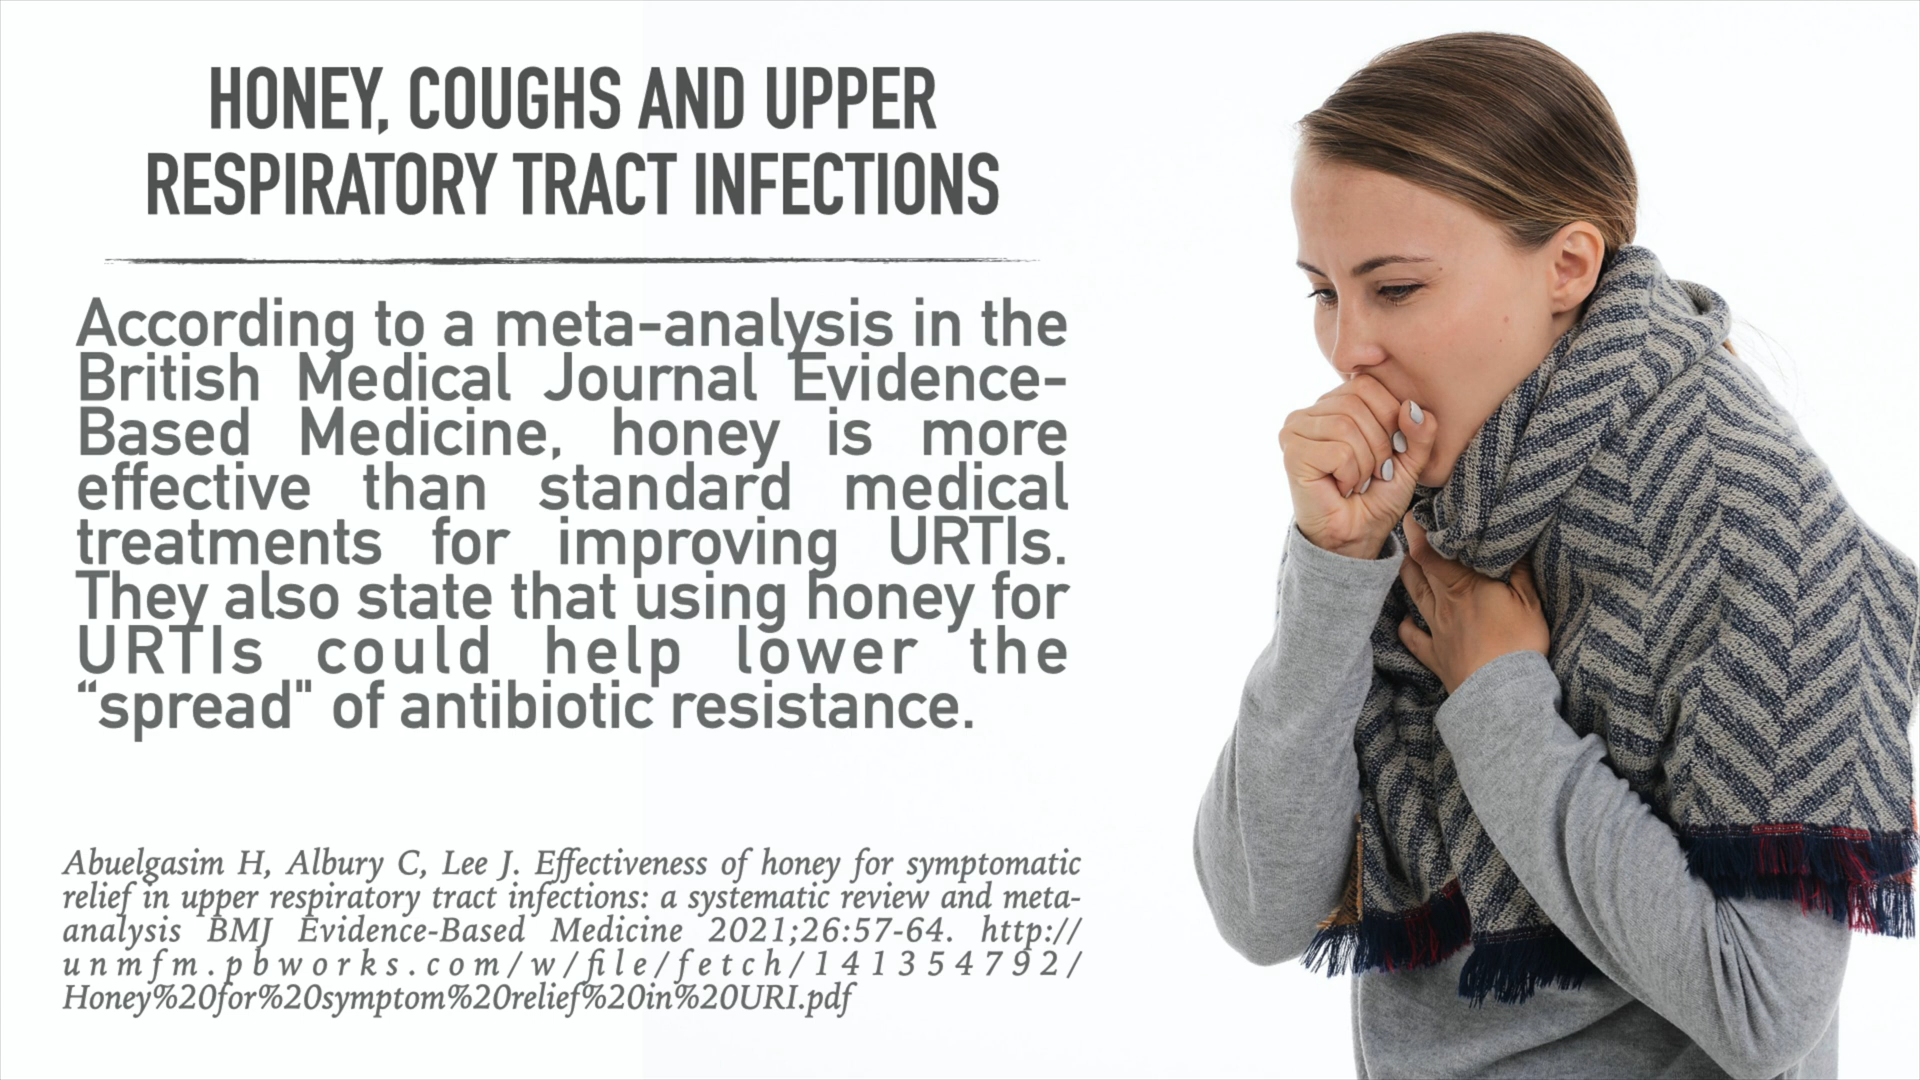 HONEY, COUGHS AND UPPER
RESPIRATORY TRACT INFECTIONS
According to a meta-analysis in the
British Medical Journal Evidence-
Based Medicine, honey is more
effective than standard medical
treatments for improving URTIs.
They also state that using honey for
URTIs could help lower the
“spread" of antibiotic resistance.
Abuelgasim H, Albury C, Lee J. Effectiveness of honey for symptomatic
relief in upper respiratory tract infections: a systematic review and meta-
analysis BMJ Evidence-Based Medicine 2021;26:57-64. http://
unmfm.pbworks.com/w/file/fetch/141354792/
Honey%20for%20symptom%20relief%20in%20URI.pdf